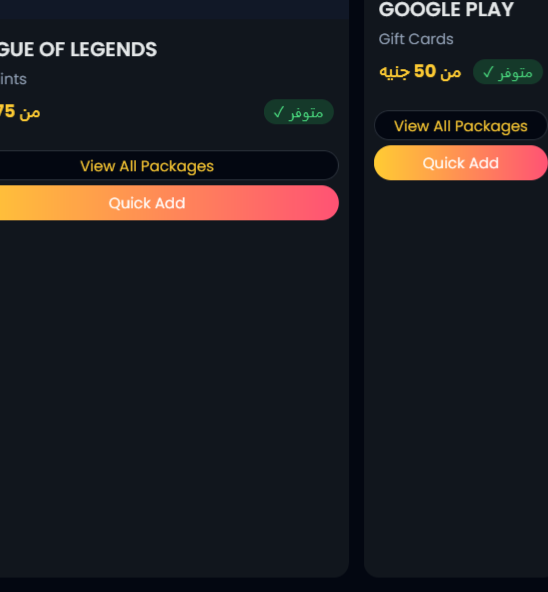 GUE OF LEGENDS
ints
من 75
متوفر ✓
View All Packages
Quick Add
GOOGLE PLAY
Gift Cards
من 50 جنيه
متوفر ✓
View All Packages
Quick Add